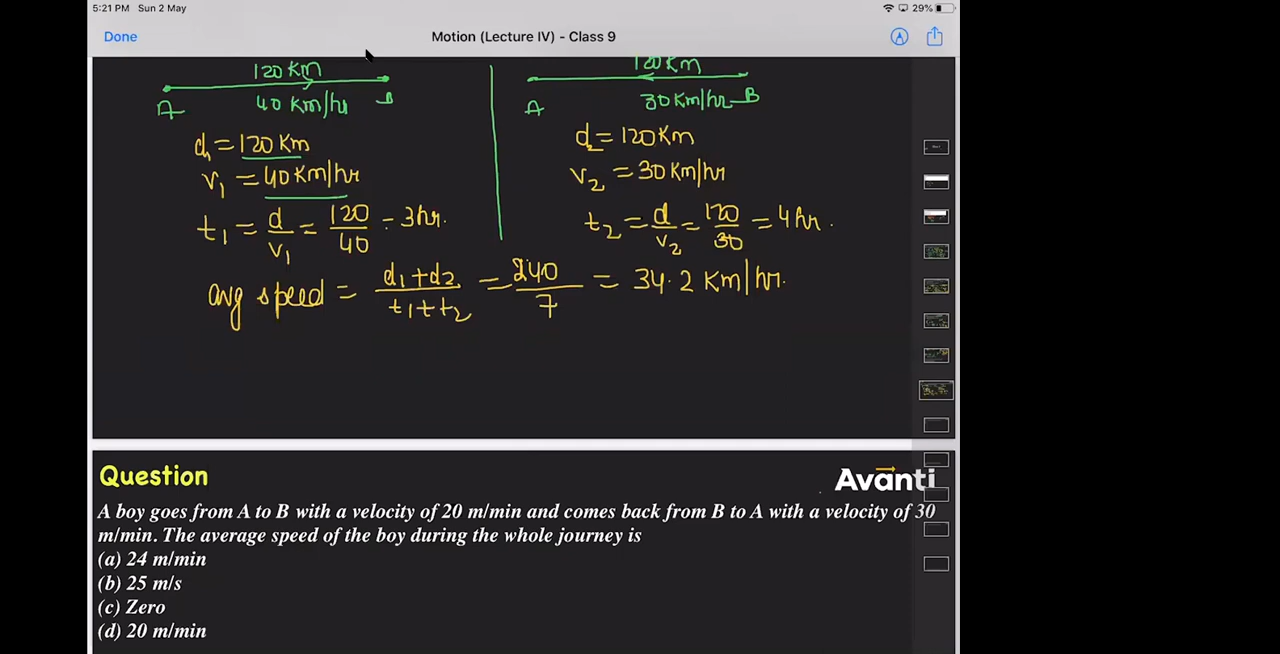 5:21 PM Sun 2 May
29%
Done
Motion (Lecture IV) - Class 9
120 Km
40 Km/hr
A
B
d1 = 120 Km
v1 = 40 Km/hr
t1 = d/v1 = 120/40 = 3hr.
120 Km
A
30 Km/hr B
d2 = 120 Km
v2 = 30 Km/hr
t2 = d/v2 = 120/30 = 4hr.
avg speed = d1+d2/t1+t2 = 240/7 = 34.2 Km/hr.
Question
Avanti
A boy goes from A to B with a velocity of 20 m/min and comes back from B to A with a velocity of 30
m/min. The average speed of the boy during the whole journey is
(a) 24 m/min
(b) 25 m/s
(c) Zero
(d) 20 m/min